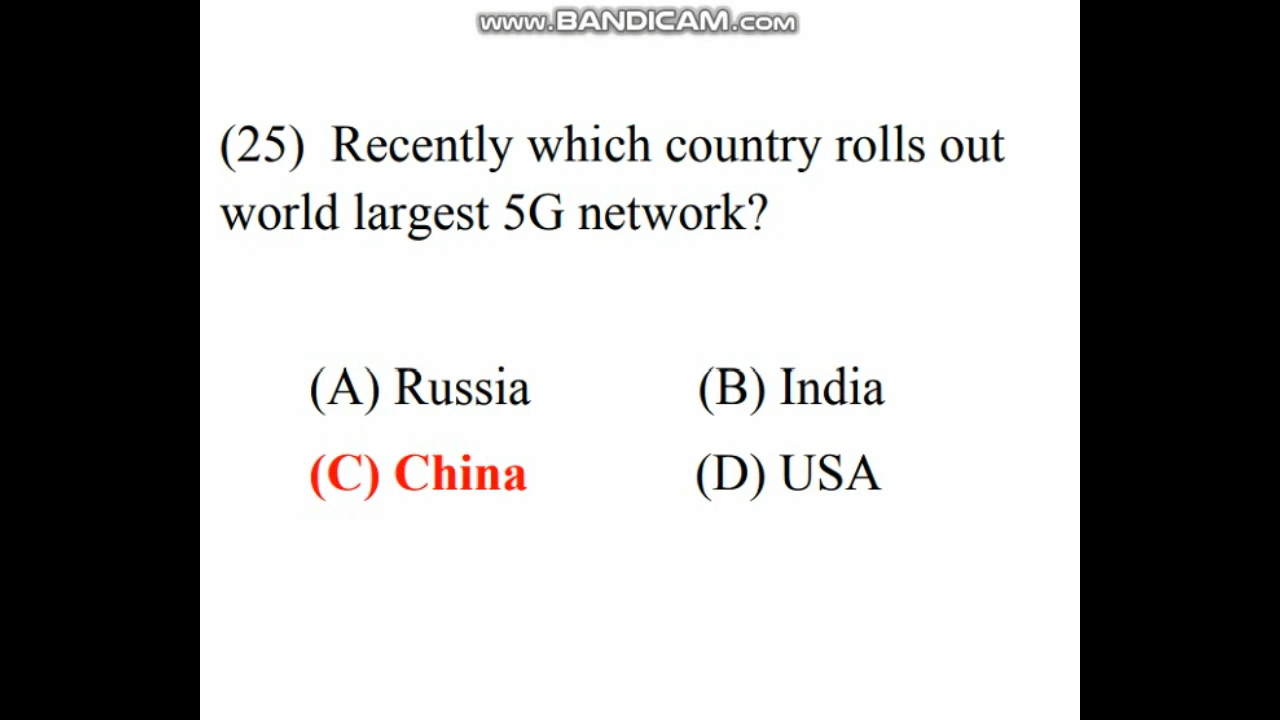 www.BANDICAM.com
(25) Recently which country rolls out
world largest 5G network?
(A) Russia (B) India
(C) China (D) USA